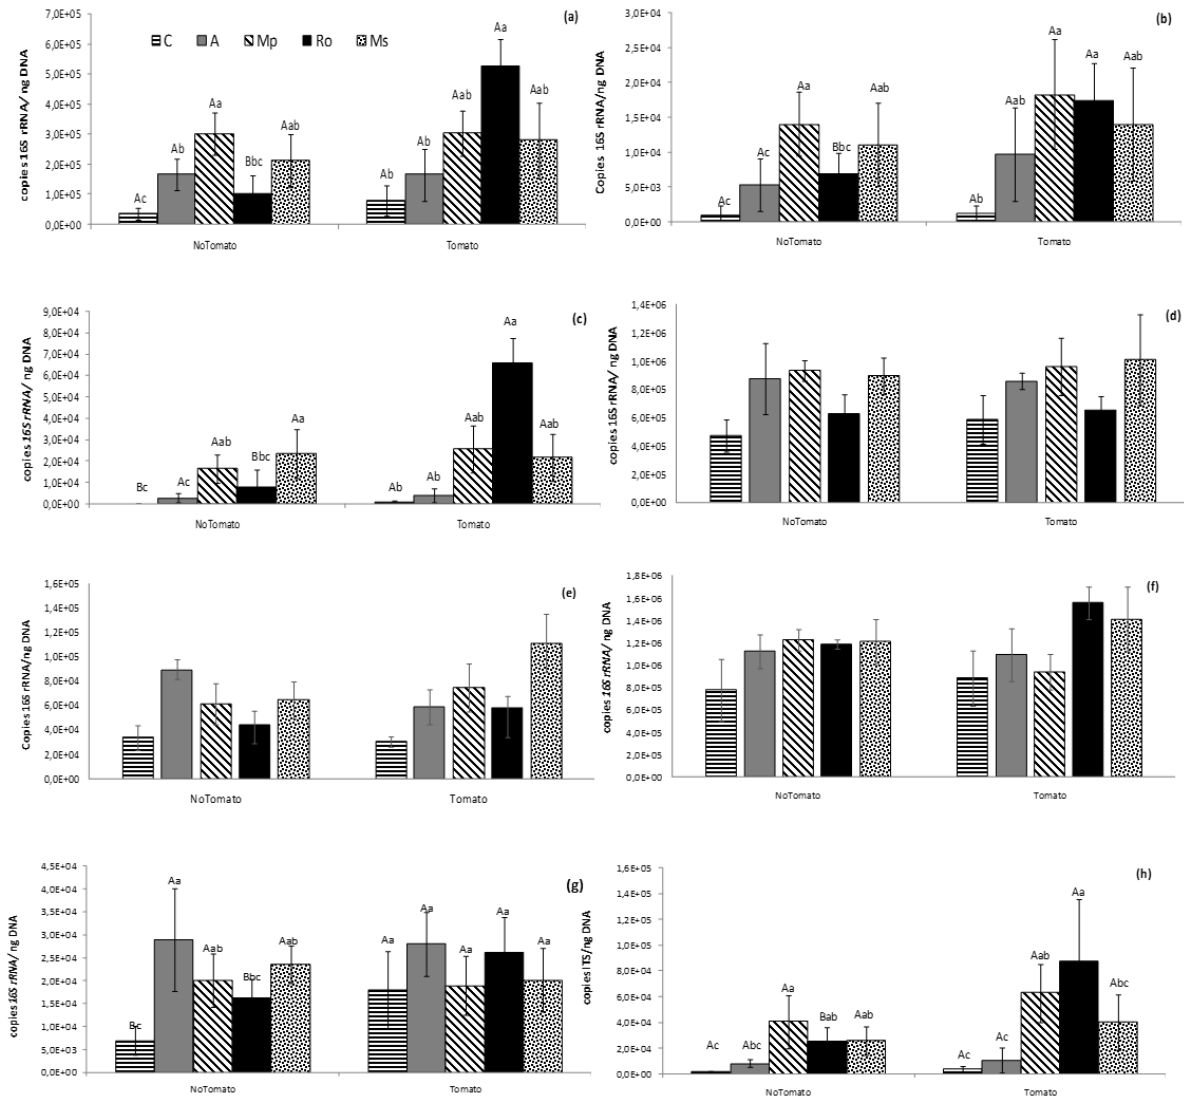 7,0E+05
6,0E+05
5,0E+05
4,0E+05
3,0E+05
2,0E+05
1,0E+05
0,0E+00
copies 16S rRNA/ ng DNA
C A Mp Ro Ms
(a)
Ac Ab Aa Bbc Aab
Ab Ab Aab Aa Aab
NoTomato Tomato
3,0E+04
2,5E+04
2,0E+04
1,5E+04
1,0E+04
5,0E+03
0,0E+00
Copies 16S rRNA/ng DNA
(b)
Ac Ac Aa Bbc Aab
Ab Aab Aa Aa Aab
NoTomato Tomato
9,0E+04
8,0E+04
7,0E+04
6,0E+04
5,0E+04
4,0E+04
3,0E+04
2,0E+04
1,0E+04
0,0E+00
copies 16S rRNA/ ng DNA
(c)
Bc Ac Aab Bbc Aa
Ab Ab Aab Aa Aab
NoTomato Tomato
1,4E+06
1,2E+06
1,0E+06
8,0E+05
6,0E+05
4,0E+05
2,0E+05
0,0E+00
copies 16S rRNA/ ng DNA
(d)
NoTomato Tomato
1,6E+05
1,4E+05
1,2E+05
1,0E+05
8,0E+04
6,0E+04
4,0E+04
2,0E+04
0,0E+00
Copies 16S rRNA/ng DNA
(e)
NoTomato Tomato
1,8E+06
1,6E+06
1,4E+06
1,2E+06
1,0E+06
8,0E+05
6,0E+05
4,0E+05
2,0E+05
0,0E+00
copies 16S rRNA/ ng DNA
(f)
NoTomato Tomato
4,5E+04
4,0E+04
3,5E+04
3,0E+04
2,5E+04
2,0E+04
1,5E+04
1,0E+04
5,0E+03
0,0E+00
copies 16S rRNA/ ng DNA
(g)
Bc Aa Aab Bbc Aab
Aa Aa Aa Aa Aa
NoTomato Tomato
1,6E+05
1,4E+05
1,2E+05
1,0E+05
8,0E+04
6,0E+04
4,0E+04
2,0E+04
0,0E+00
copies ITS/ng DNA
(h)
Ac Abc Aa Bab Aab
Ac Ac Aab Aa Abc
NoTomato Tomato